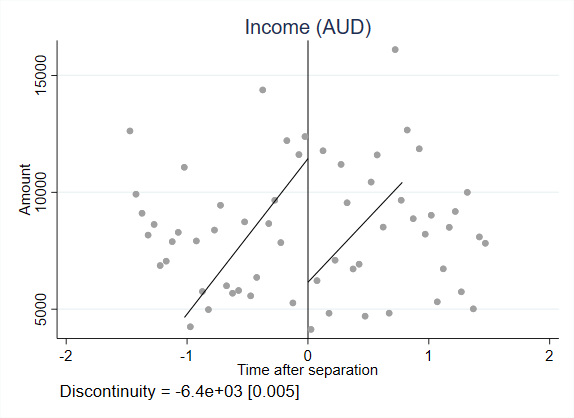 Income (AUD)
15000
10000
5000
Amount
-2 -1 0 1 2
Time after separation
Discontinuity = -6.4e+03 [0.005]